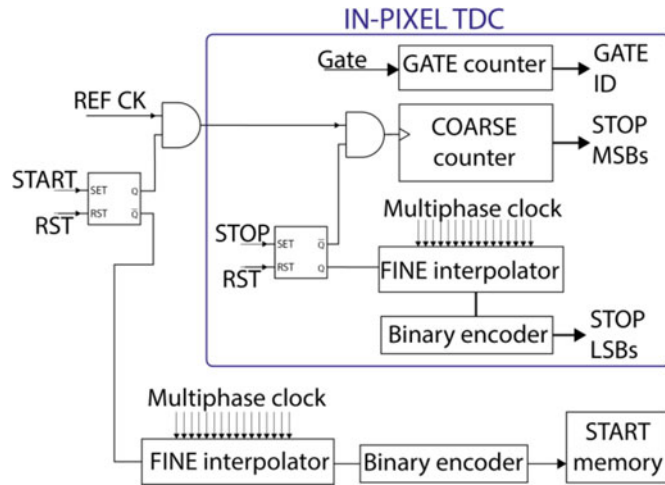 IN-PIXEL TDC
Gate
GATE counter
GATE
ID
REF CK
COARSE
counter
STOP
MSBs
START
SET
Q
RST
RST
Q̅
Multiphase clock
STOP
SET
Q̅
RST
RST
Q
FINE interpolator
Binary encoder
STOP
LSBs
Multiphase clock
FINE interpolator
Binary encoder
START
memory